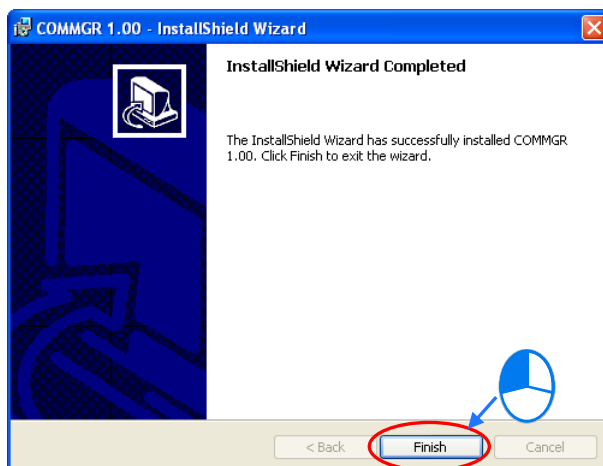 COMMGR 1.00 - InstallShield Wizard
InstallShield Wizard Completed
The InstallShield Wizard has successfully installed COMMGR
1.00. Click Finish to exit the wizard.
< Back Finish Cancel